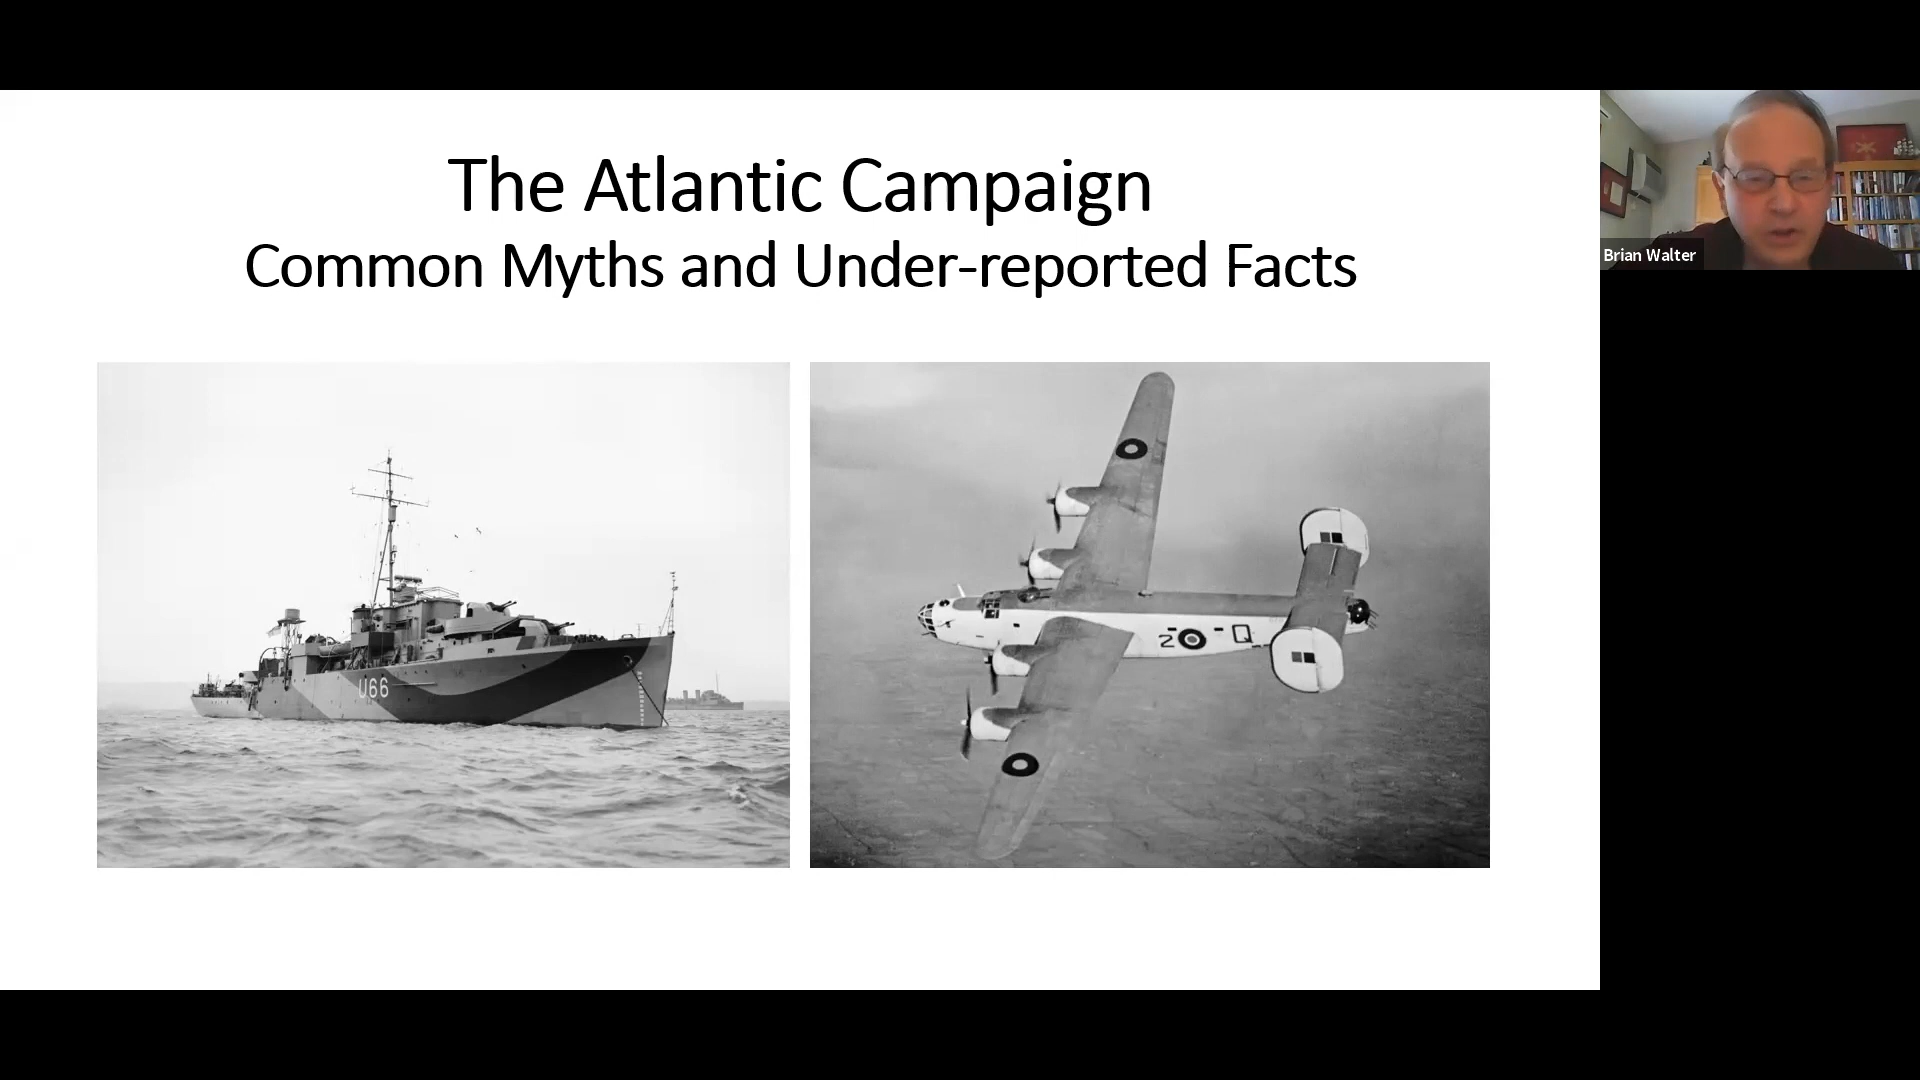 The Atlantic Campaign
Common Myths and Under-reported Facts
Brian Walter
U66
2 Q